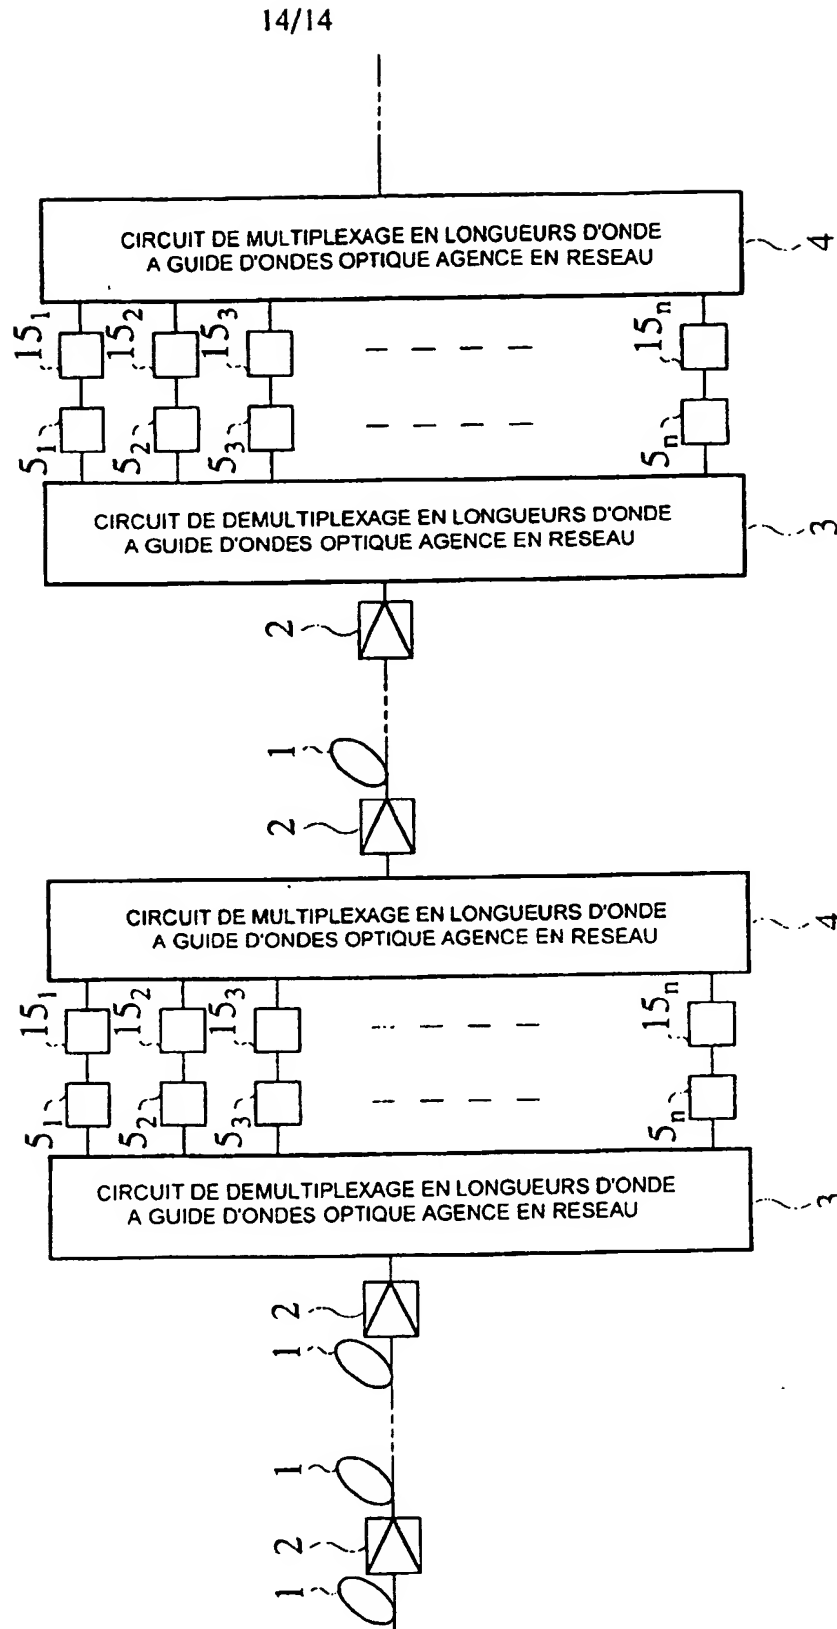 14/14
CIRCUIT DE MULTIPLEXAGE EN LONGUEURS D'ONDE
A GUIDE D'ONDES OPTIQUE AGENCE EN RESEAU
4
15₁
15₂
15₃
15ₙ
5₁
5₂
5₃
5ₙ
CIRCUIT DE DEMULTIPLEXAGE EN LONGUEURS D'ONDE
A GUIDE D'ONDES OPTIQUE AGENCE EN RESEAU
3
2
1
2
CIRCUIT DE MULTIPLEXAGE EN LONGUEURS D'ONDE
A GUIDE D'ONDES OPTIQUE AGENCE EN RESEAU
4
15₁
15₂
15₃
15ₙ
5₁
5₂
5₃
5ₙ
CIRCUIT DE DEMULTIPLEXAGE EN LONGUEURS D'ONDE
A GUIDE D'ONDES OPTIQUE AGENCE EN RESEAU
3
2
1
1
2
1